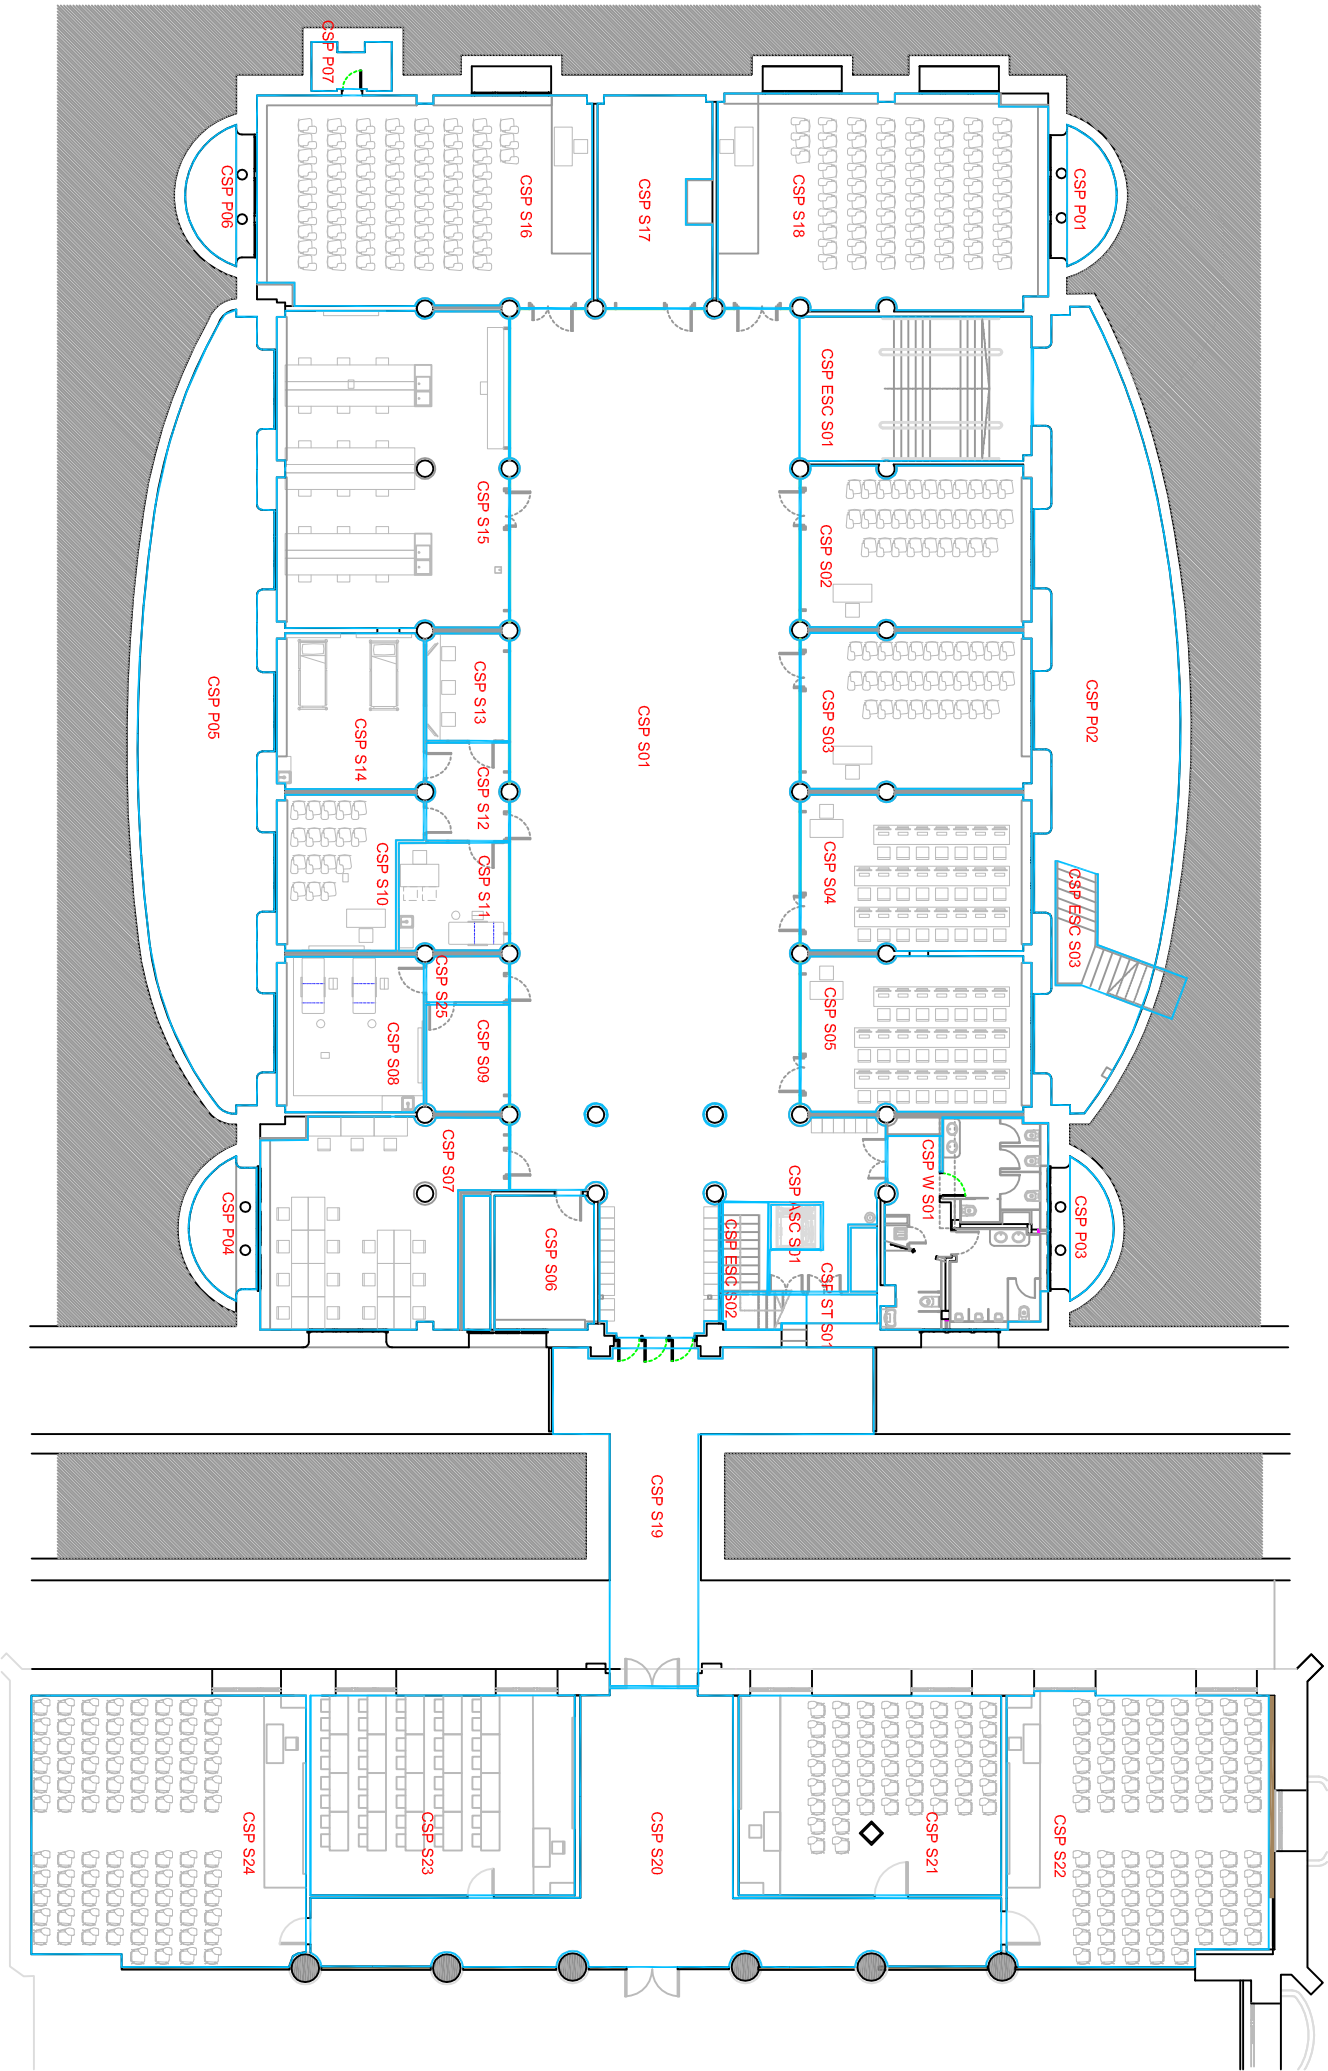 CSP P07
CSP P06
CSP S16
CSP S17
CSP S18
CSP P01
CSP ESC S01
CSP S15
CSP S02
CSP S13
CSP P05
CSP S14
CSP S01
CSP S03
CSP P02
CSP S12
CSP S10
CSP S11
CSP S04
CSP ESC S03
CSP S25
CSP S08
CSP S09
CSP S05
CSP S07
CSP W S01
CSP P04
CSP S06
CSP ASC S01
CSP ESC S02
CSP ST S01
CSP P03
CSP S19
CSP S24
CSP S23
CSP S20
CSP S21
CSP S22